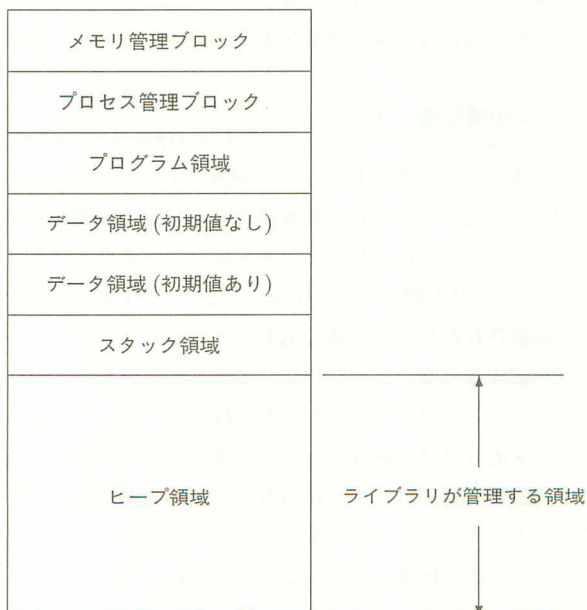 メモリ管理ブロック
プロセス管理ブロック
プログラム領域
データ領域 (初期値なし)
データ領域 (初期値あり)
スタック領域
ヒープ領域
ライブラリが管理する領域